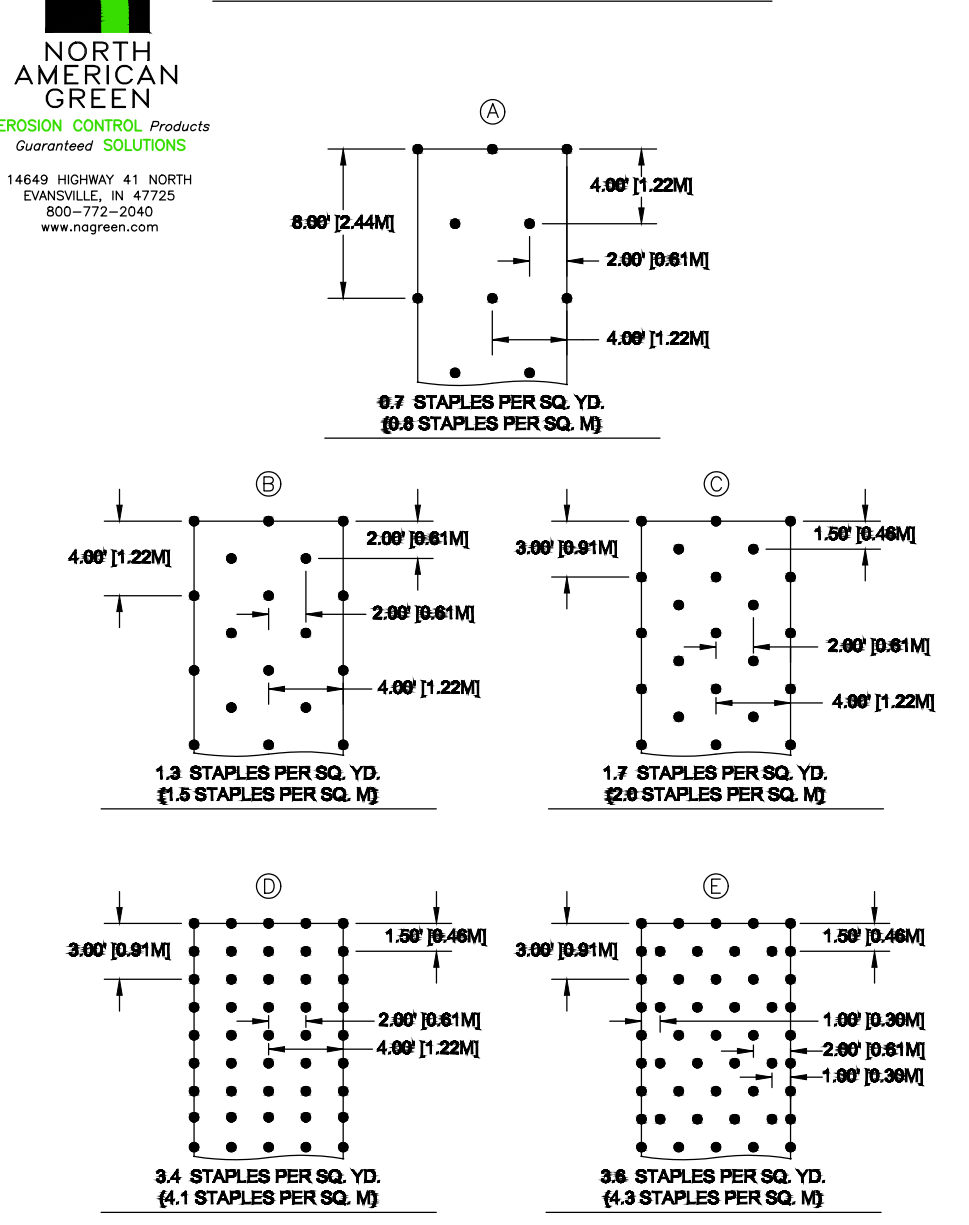 NORTH
AMERICAN
GREEN
EROSION CONTROL Products
Guaranteed SOLUTIONS
14649 HIGHWAY 41 NORTH
EVANSVILLE, IN 47725
800-772-2040
www.nagreen.com
A
4.00' [1.22M]
8.00' [2.44M]
2.00' [0.61M]
4.00' [1.22M]
0.7 STAPLES PER SQ. YD.
(0.8 STAPLES PER SQ. M)
B
2.00' [0.61M]
4.00' [1.22M]
2.00' [0.61M]
4.00' [1.22M]
1.3 STAPLES PER SQ. YD.
(1.5 STAPLES PER SQ. M)
C
1.50' [0.46M]
3.00' [0.91M]
2.00' [0.61M]
4.00' [1.22M]
1.7 STAPLES PER SQ. YD.
(2.0 STAPLES PER SQ. M)
D
1.50' [0.46M]
3.00' [0.91M]
2.00' [0.61M]
4.00' [1.22M]
3.4 STAPLES PER SQ. YD.
(4.1 STAPLES PER SQ. M)
E
1.50' [0.46M]
3.00' [0.91M]
1.00' [0.30M]
2.00' [0.61M]
1.00' [0.30M]
3.6 STAPLES PER SQ. YD.
(4.3 STAPLES PER SQ. M)